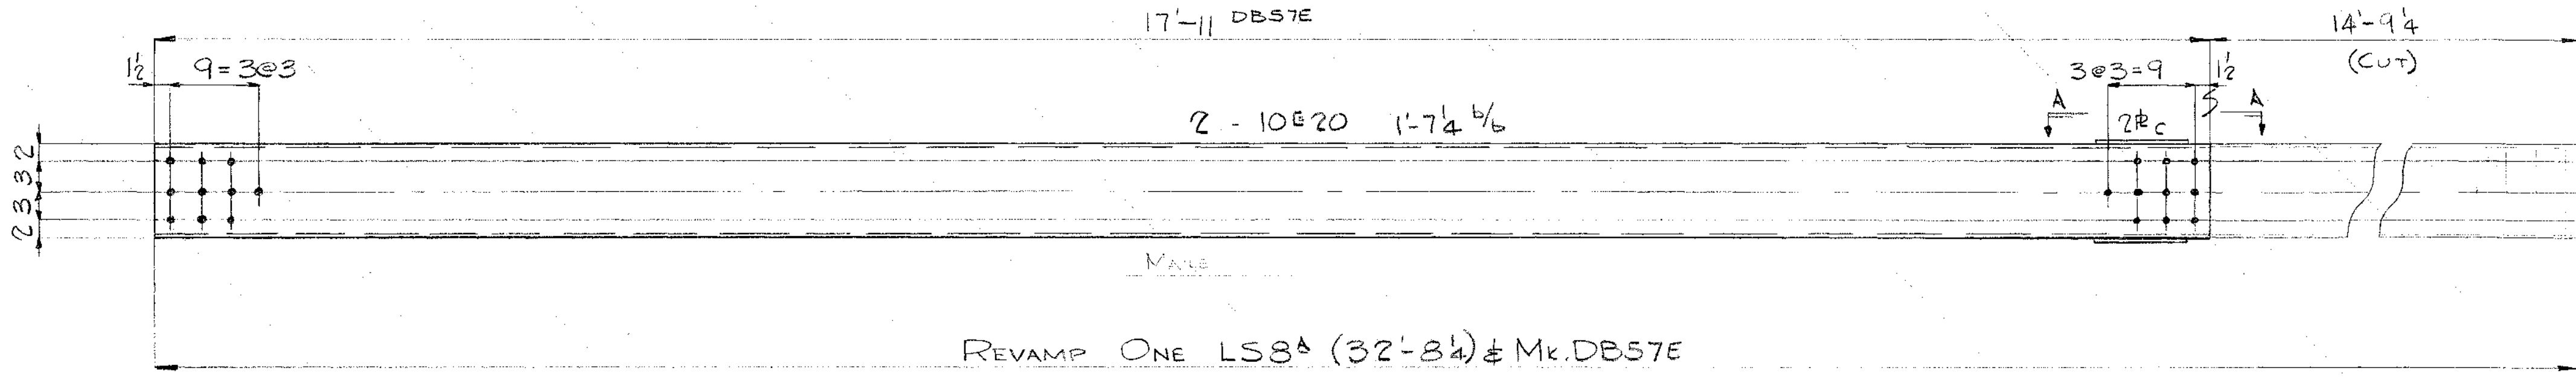 17'-11 DB57E
14'-9¼
(CUT)
1½ 9=3@3
3@3=9 1½
2 - 10[20 1'-7¼ b/b
A
A
2 ℄ C
2
3
3
2
REVAMP ONE LS8A (32'-8¼) & MK. DB57E